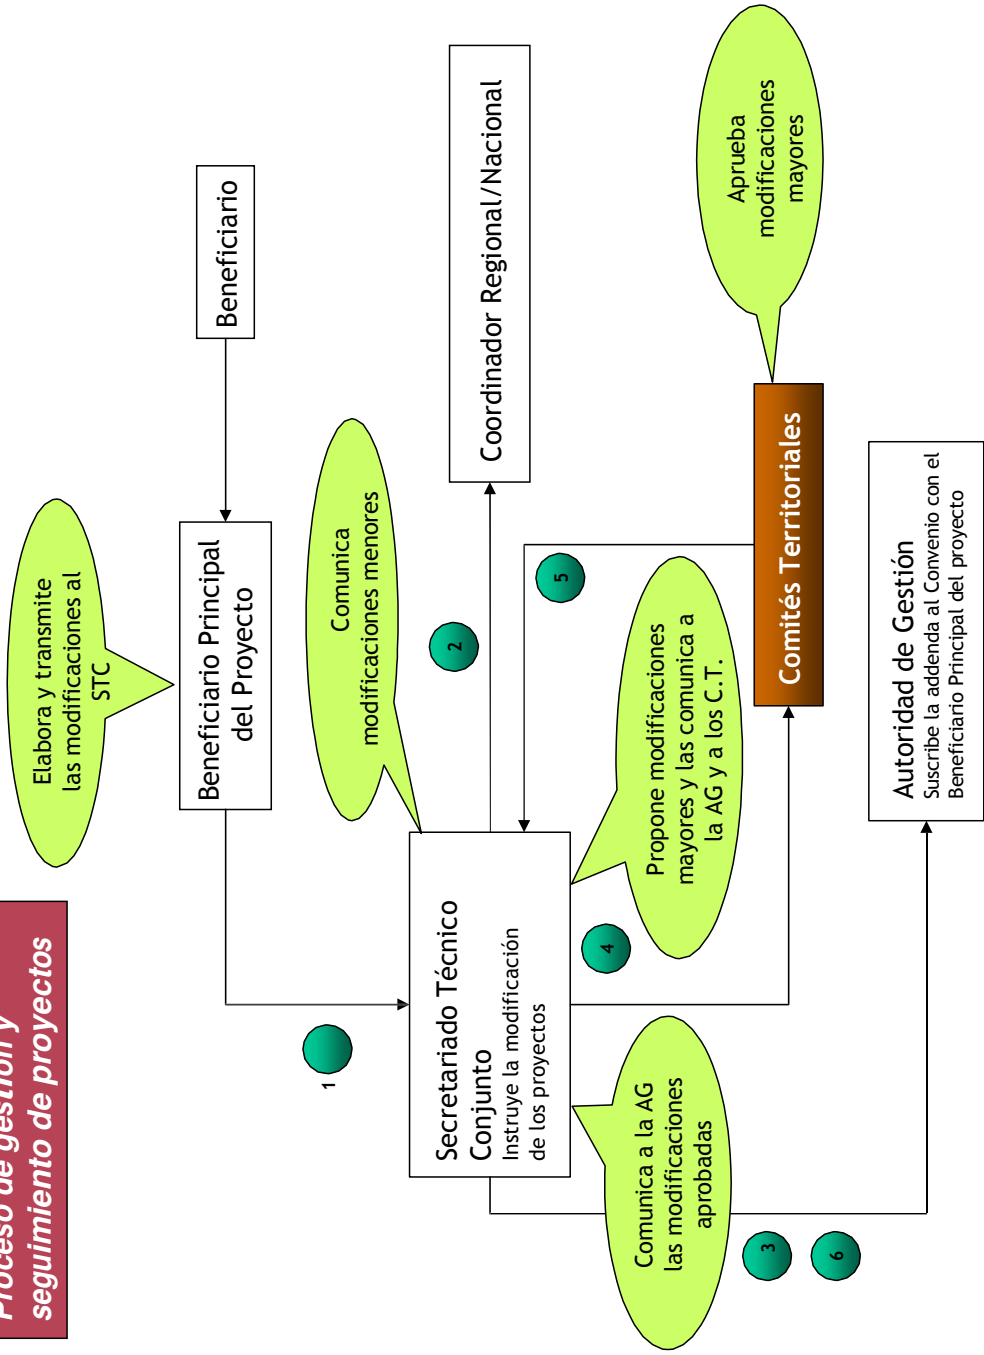 Proceso de gestión y
seguimiento de proyectos
Elabora y transmite
las modificaciones al
STC
Beneficiario Principal
del Proyecto
Beneficiario
1
Comunica
modificaciones menores
2
Coordinador Regional/Nacional
Secretariado Técnico
Conjunto
Instruye la modificación
de los proyectos
5
4
Propone modificaciones
mayores y las comunica a
la AG y a los C.T.
Aprueba
modificaciones
mayores
Comités Territoriales
Comunica a la AG
las modificaciones
aprobadas
3
6
Autoridad de Gestión
Suscribe la addenda al Convenio con el
Beneficiario Principal del proyecto